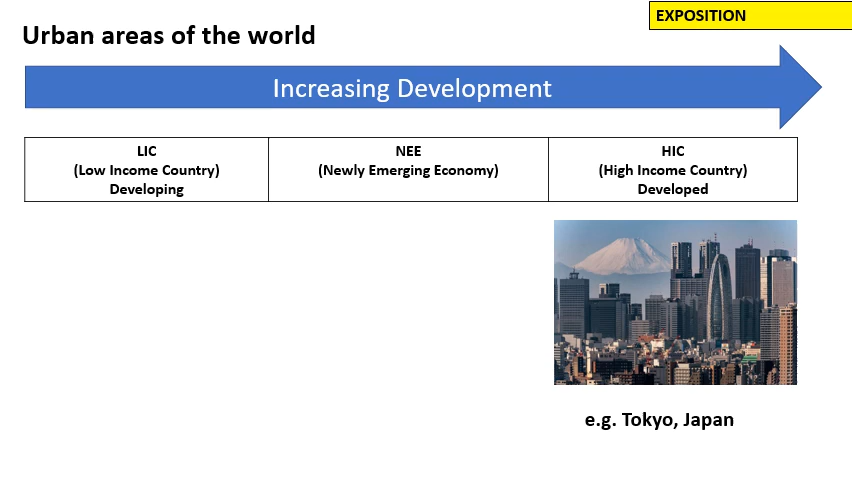 EXPOSITION
Urban areas of the world
Increasing Development
LIC
(Low Income Country)
Developing
NEE
(Newly Emerging Economy)
HIC
(High Income Country)
Developed
e.g. Tokyo, Japan